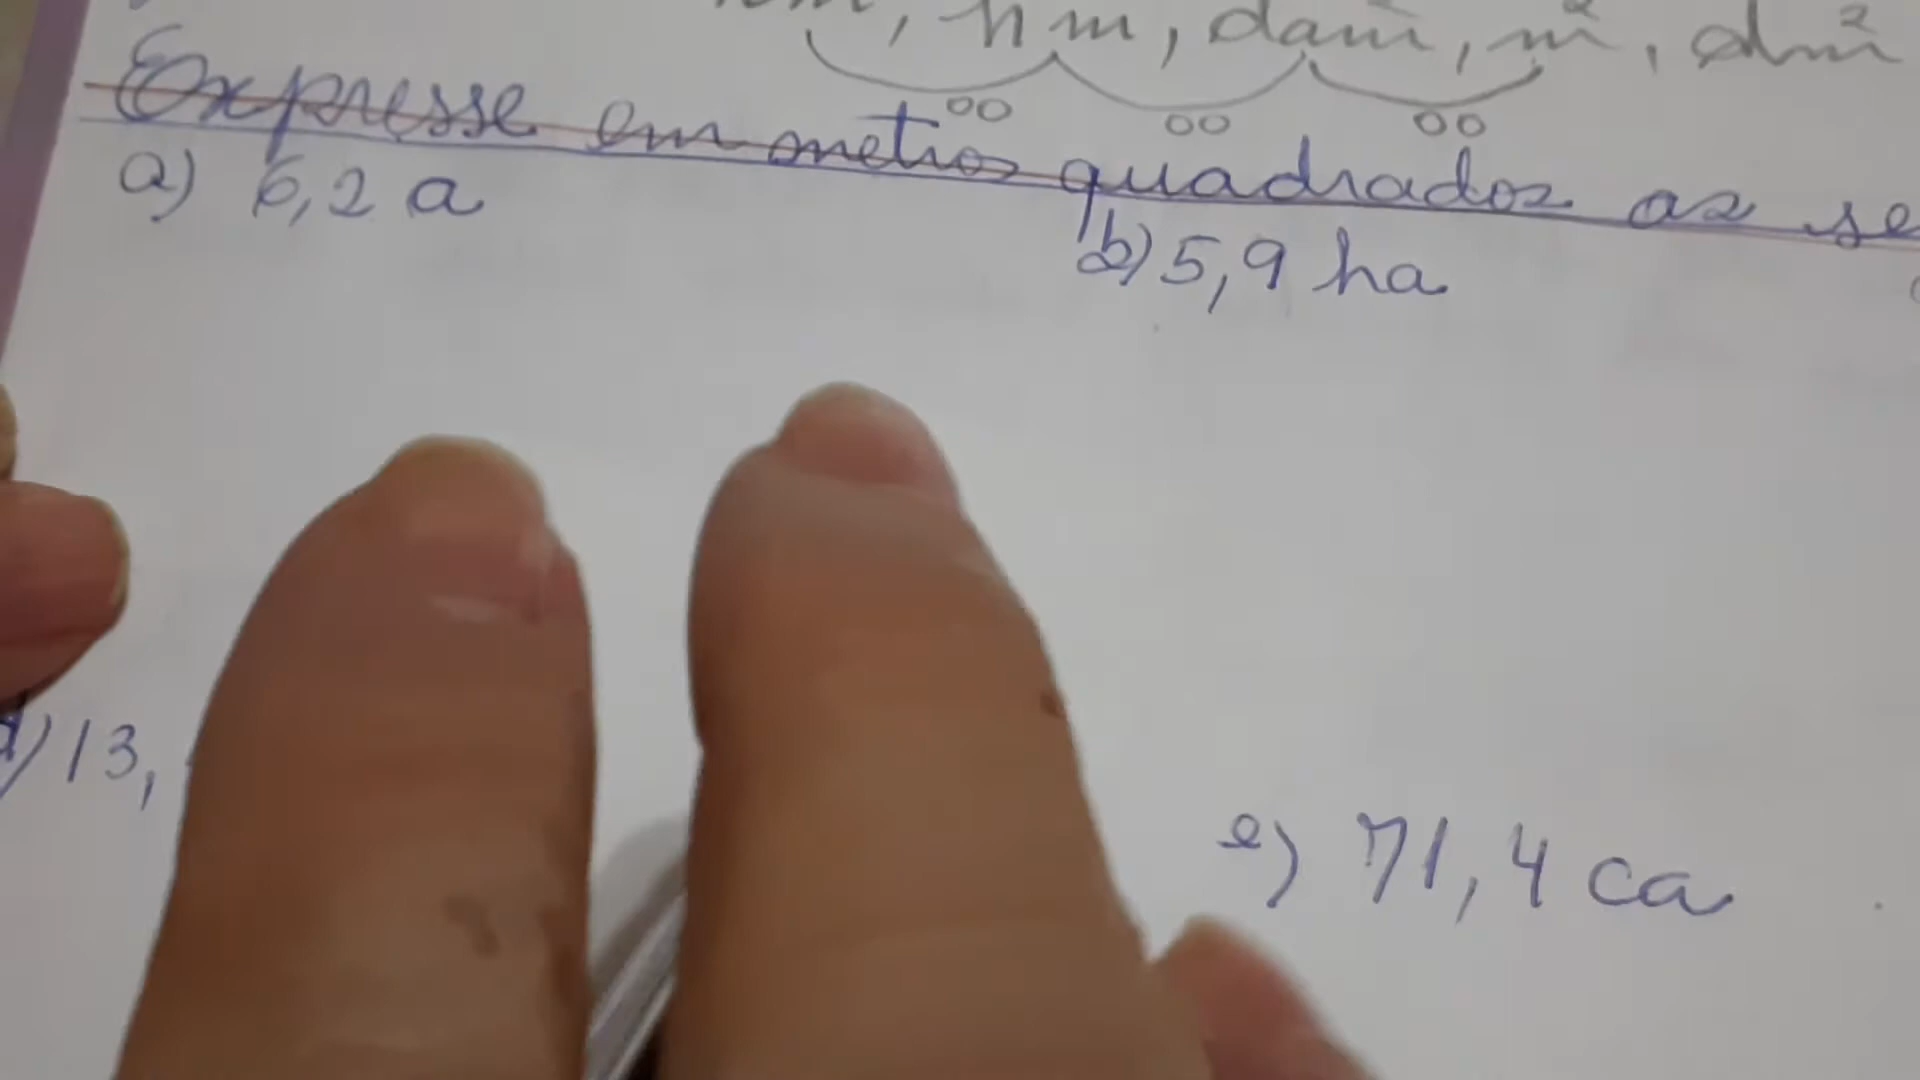 hm, dam², m², dm²
00 00 00
Expresse em metros quadrados as se
a) 6,2 a b) 5,9 ha
d) 13,
e) 71,4 ca